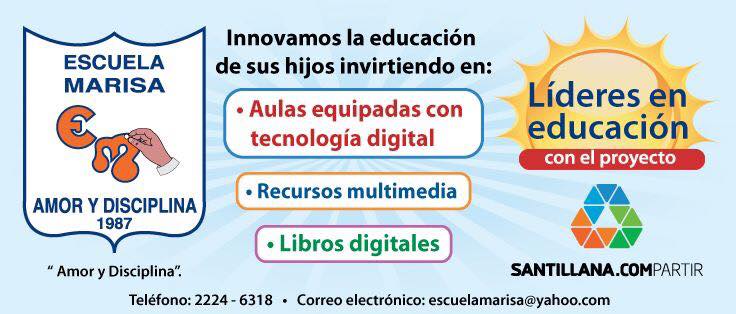 ESCUELA
MARISA
EM
AMOR Y DISCIPLINA
1987
“ Amor y Disciplina”.
Innovamos la educación
de sus hijos invirtiendo en:
• Aulas equipadas con
tecnología digital
• Recursos multimedia
• Libros digitales
Líderes en
educación
con el proyecto
SANTILLANA.COMPARTIR
Teléfono: 2224 - 6318 • Correo electrónico: escuelamarisa@yahoo.com